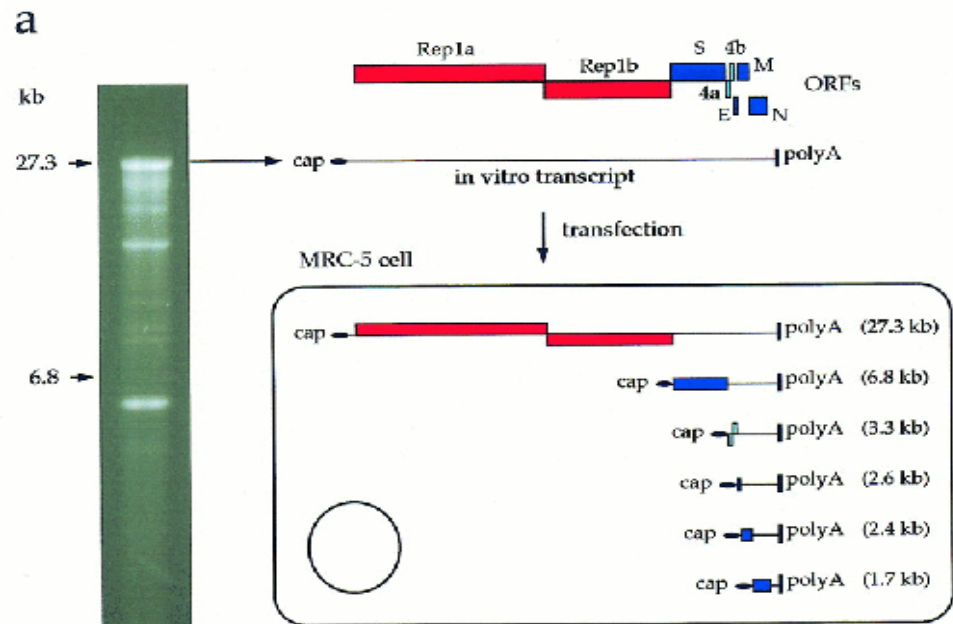 a
Rep1a
Rep1b
S
4b
M
4a
E
N
ORFs
kb
27.3
cap
polyA
in vitro transcript
transfection
MRC-5 cell
6.8
cap
polyA (27.3 kb)
cap
polyA (6.8 kb)
cap
polyA (3.3 kb)
cap
polyA (2.6 kb)
cap
polyA (2.4 kb)
cap
polyA (1.7 kb)